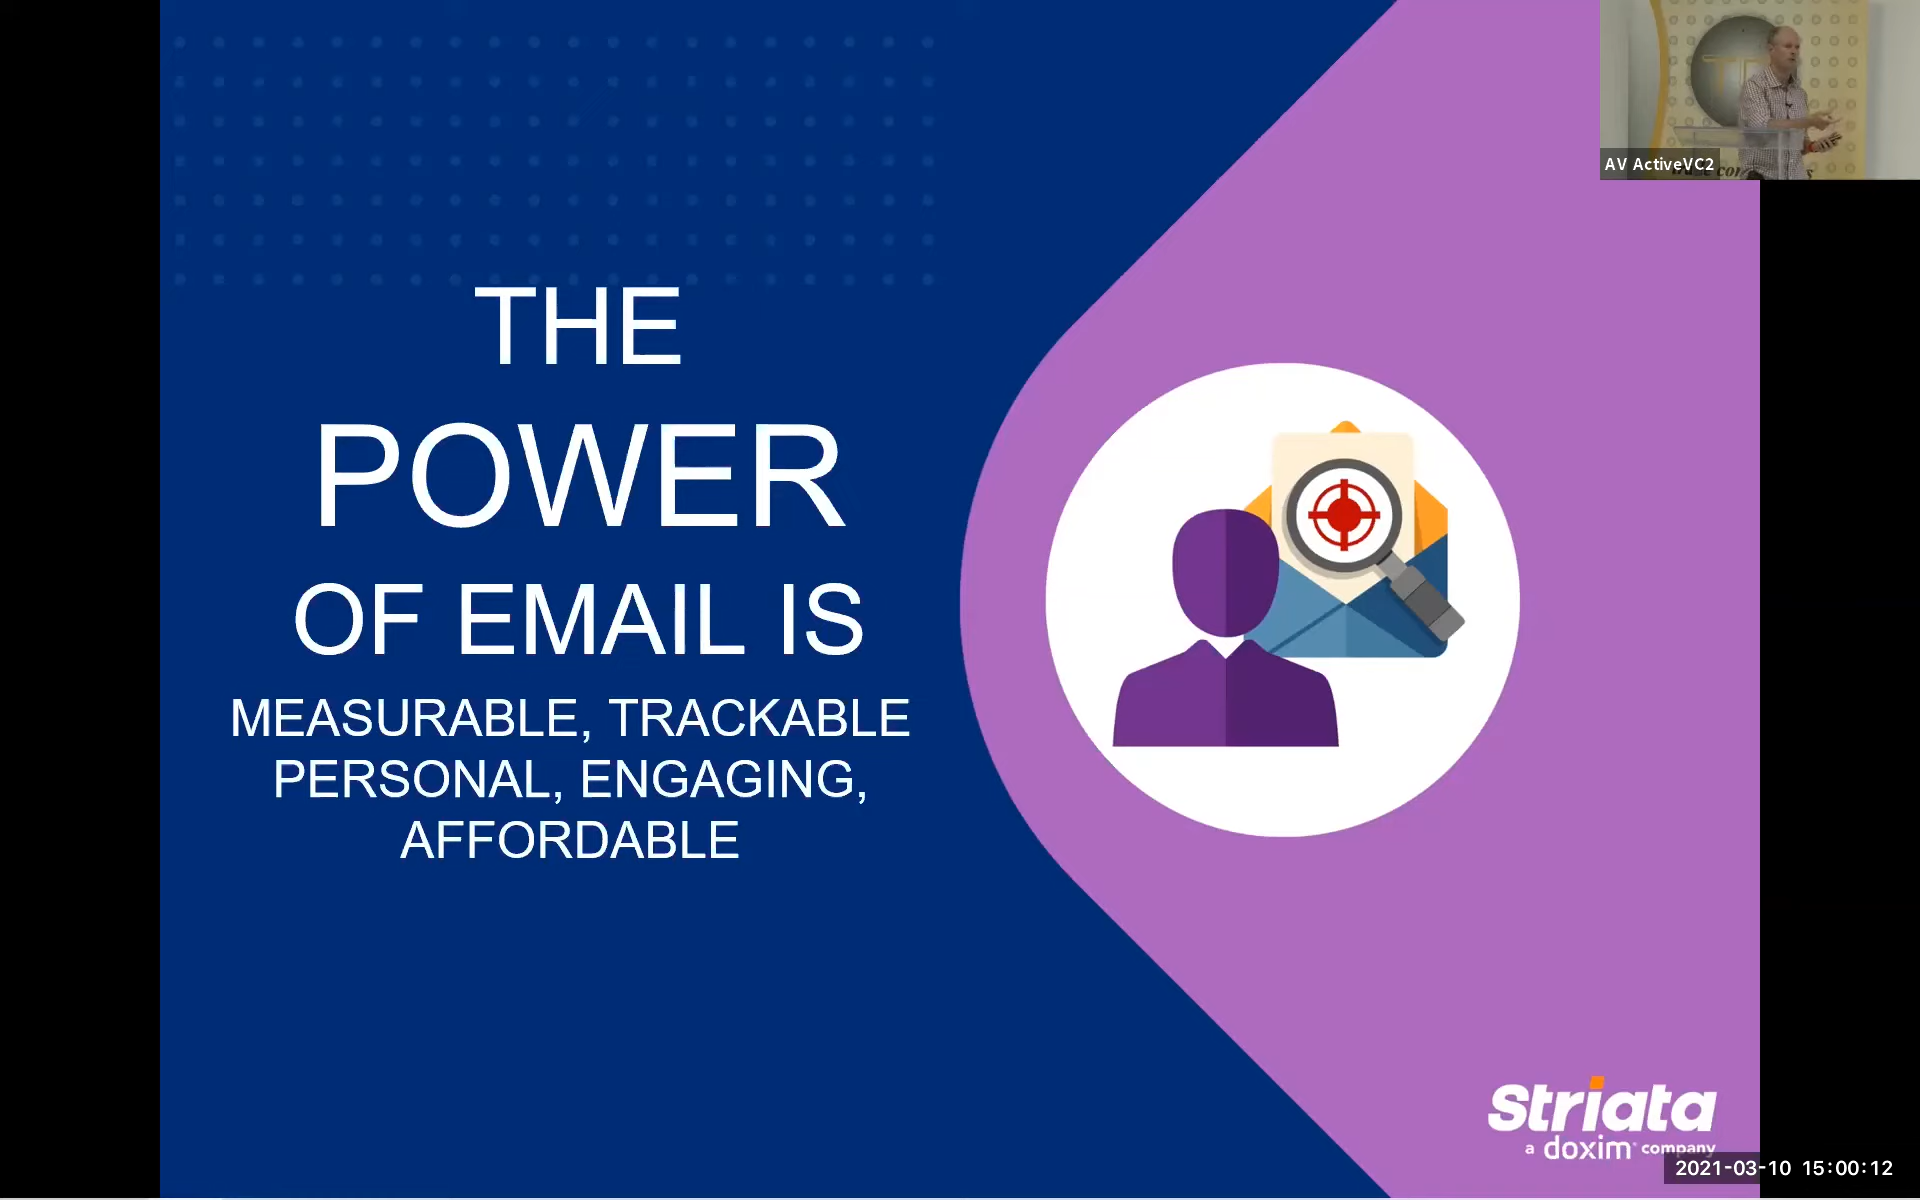 THE
POWER
OF EMAIL IS
MEASURABLE, TRACKABLE
PERSONAL, ENGAGING,
AFFORDABLE
AV ActiveVC2
Striata
a doxim company
2021-03-10 15:00:12